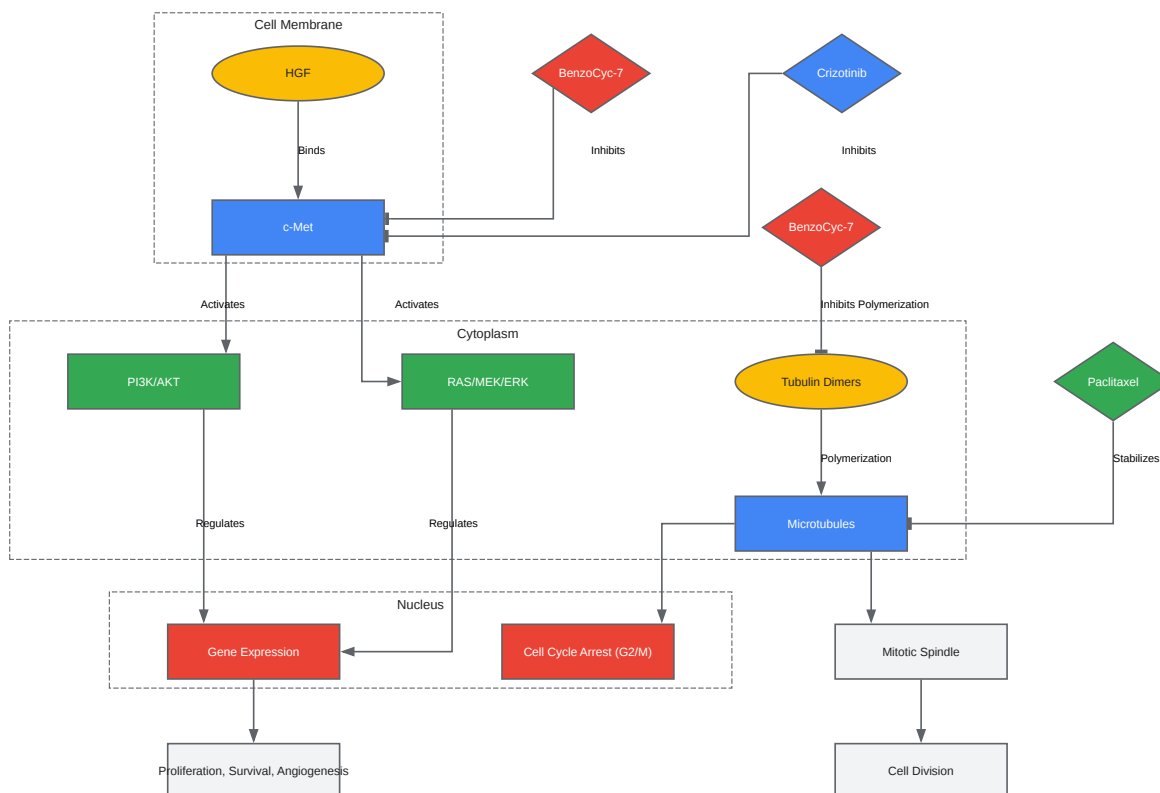 Cell Membrane
HGF
BenzoCyc-7
Crizotinib
Binds
Inhibits
Inhibits
c-Met
BenzoCyc-7
Activates
Activates
Inhibits Polymerization
Cytoplasm
PI3K/AKT
RAS/MEK/ERK
Tubulin Dimers
Paclitaxel
Polymerization
Stabilizes
Regulates
Regulates
Microtubules
Nucleus
Gene Expression
Cell Cycle Arrest (G2/M)
Mitotic Spindle
Proliferation, Survival, Angiogenesis
Cell Division